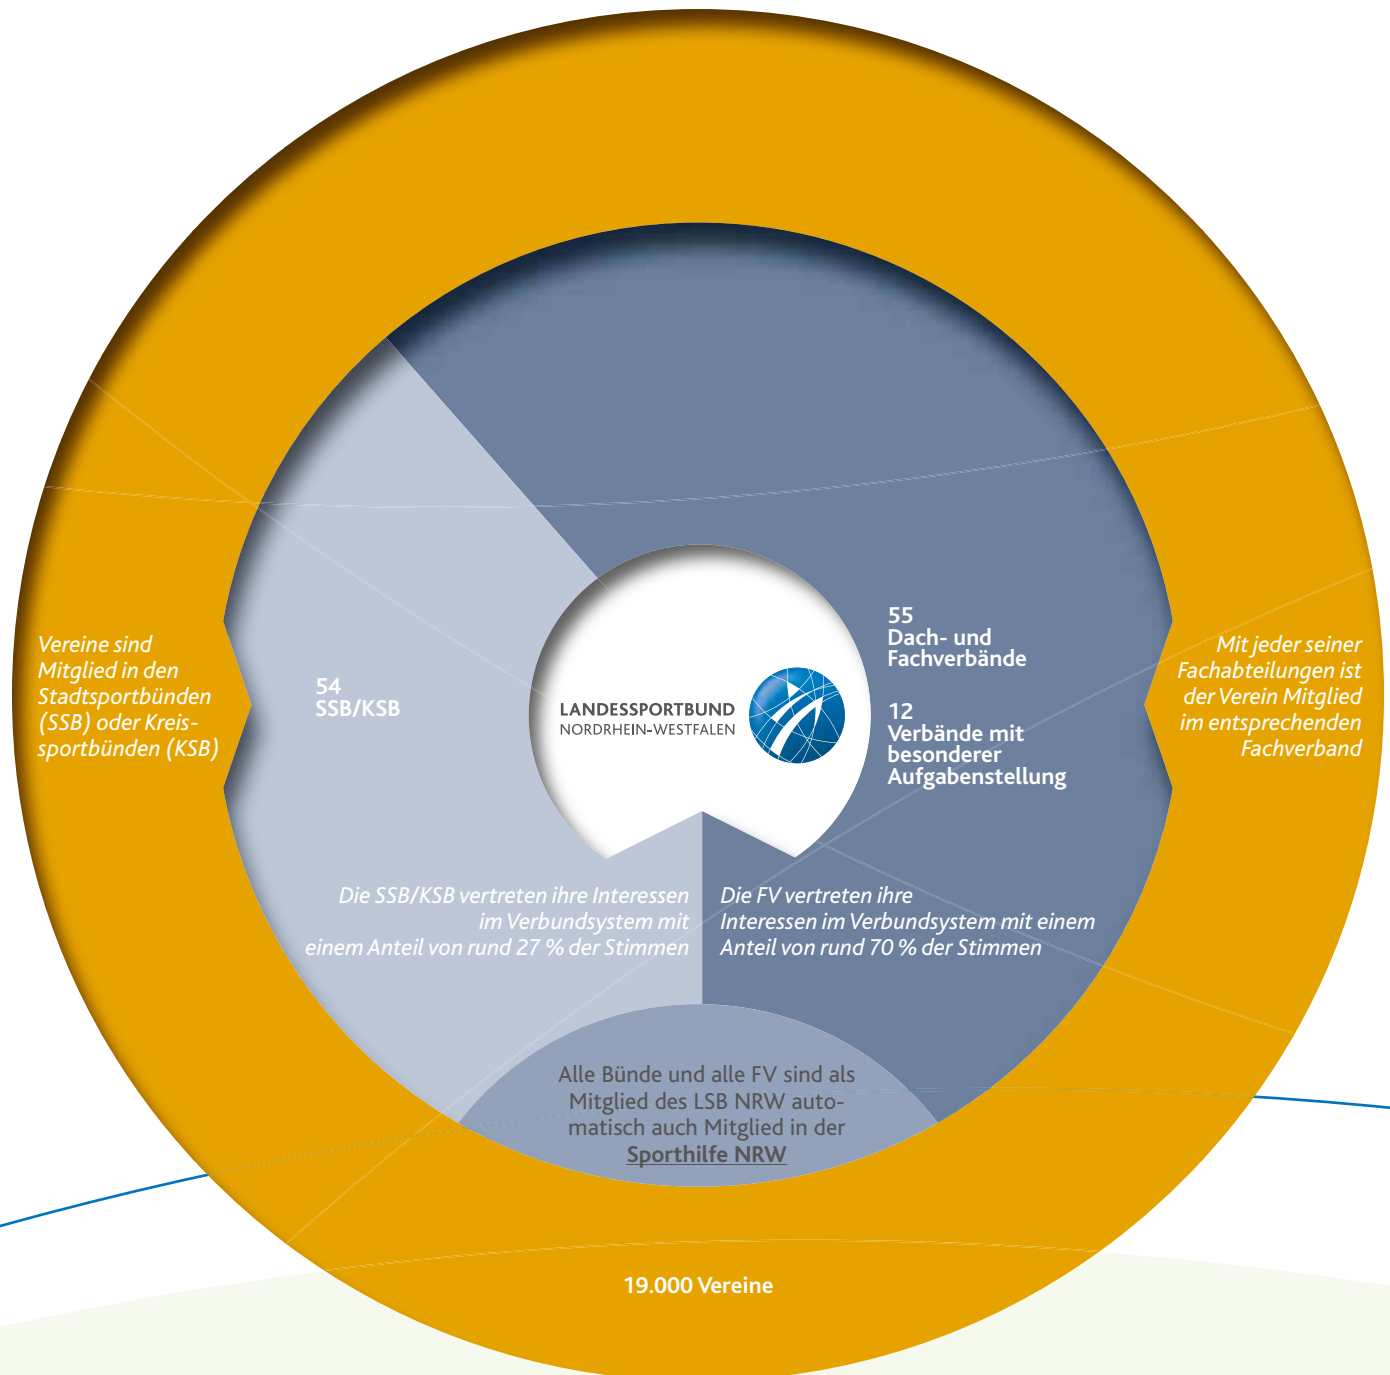 55
Dach- und
Fachverbände
12
Verbände mit
besonderer
Aufgabenstellung
Vereine sind
Mitglied in den
Stadtsportbünden
(SSB) oder Kreis-
sportbünden (KSB)
54
SSB/KSB
LANDESSPORTBUND
NORDRHEIN-WESTFALEN
Mit jeder seiner
Fachabteilungen ist
der Verein Mitglied
im entsprechenden
Fachverband
Die SSB/KSB vertreten ihre Interessen
im Verbundsystem mit
einem Anteil von rund 27 % der Stimmen
Die FV vertreten ihre
Interessen im Verbundsystem mit einem
Anteil von rund 70 % der Stimmen
Alle Bünde und alle FV sind als
Mitglied des LSB NRW auto-
matisch auch Mitglied in der
Sporthilfe NRW
19.000 Vereine